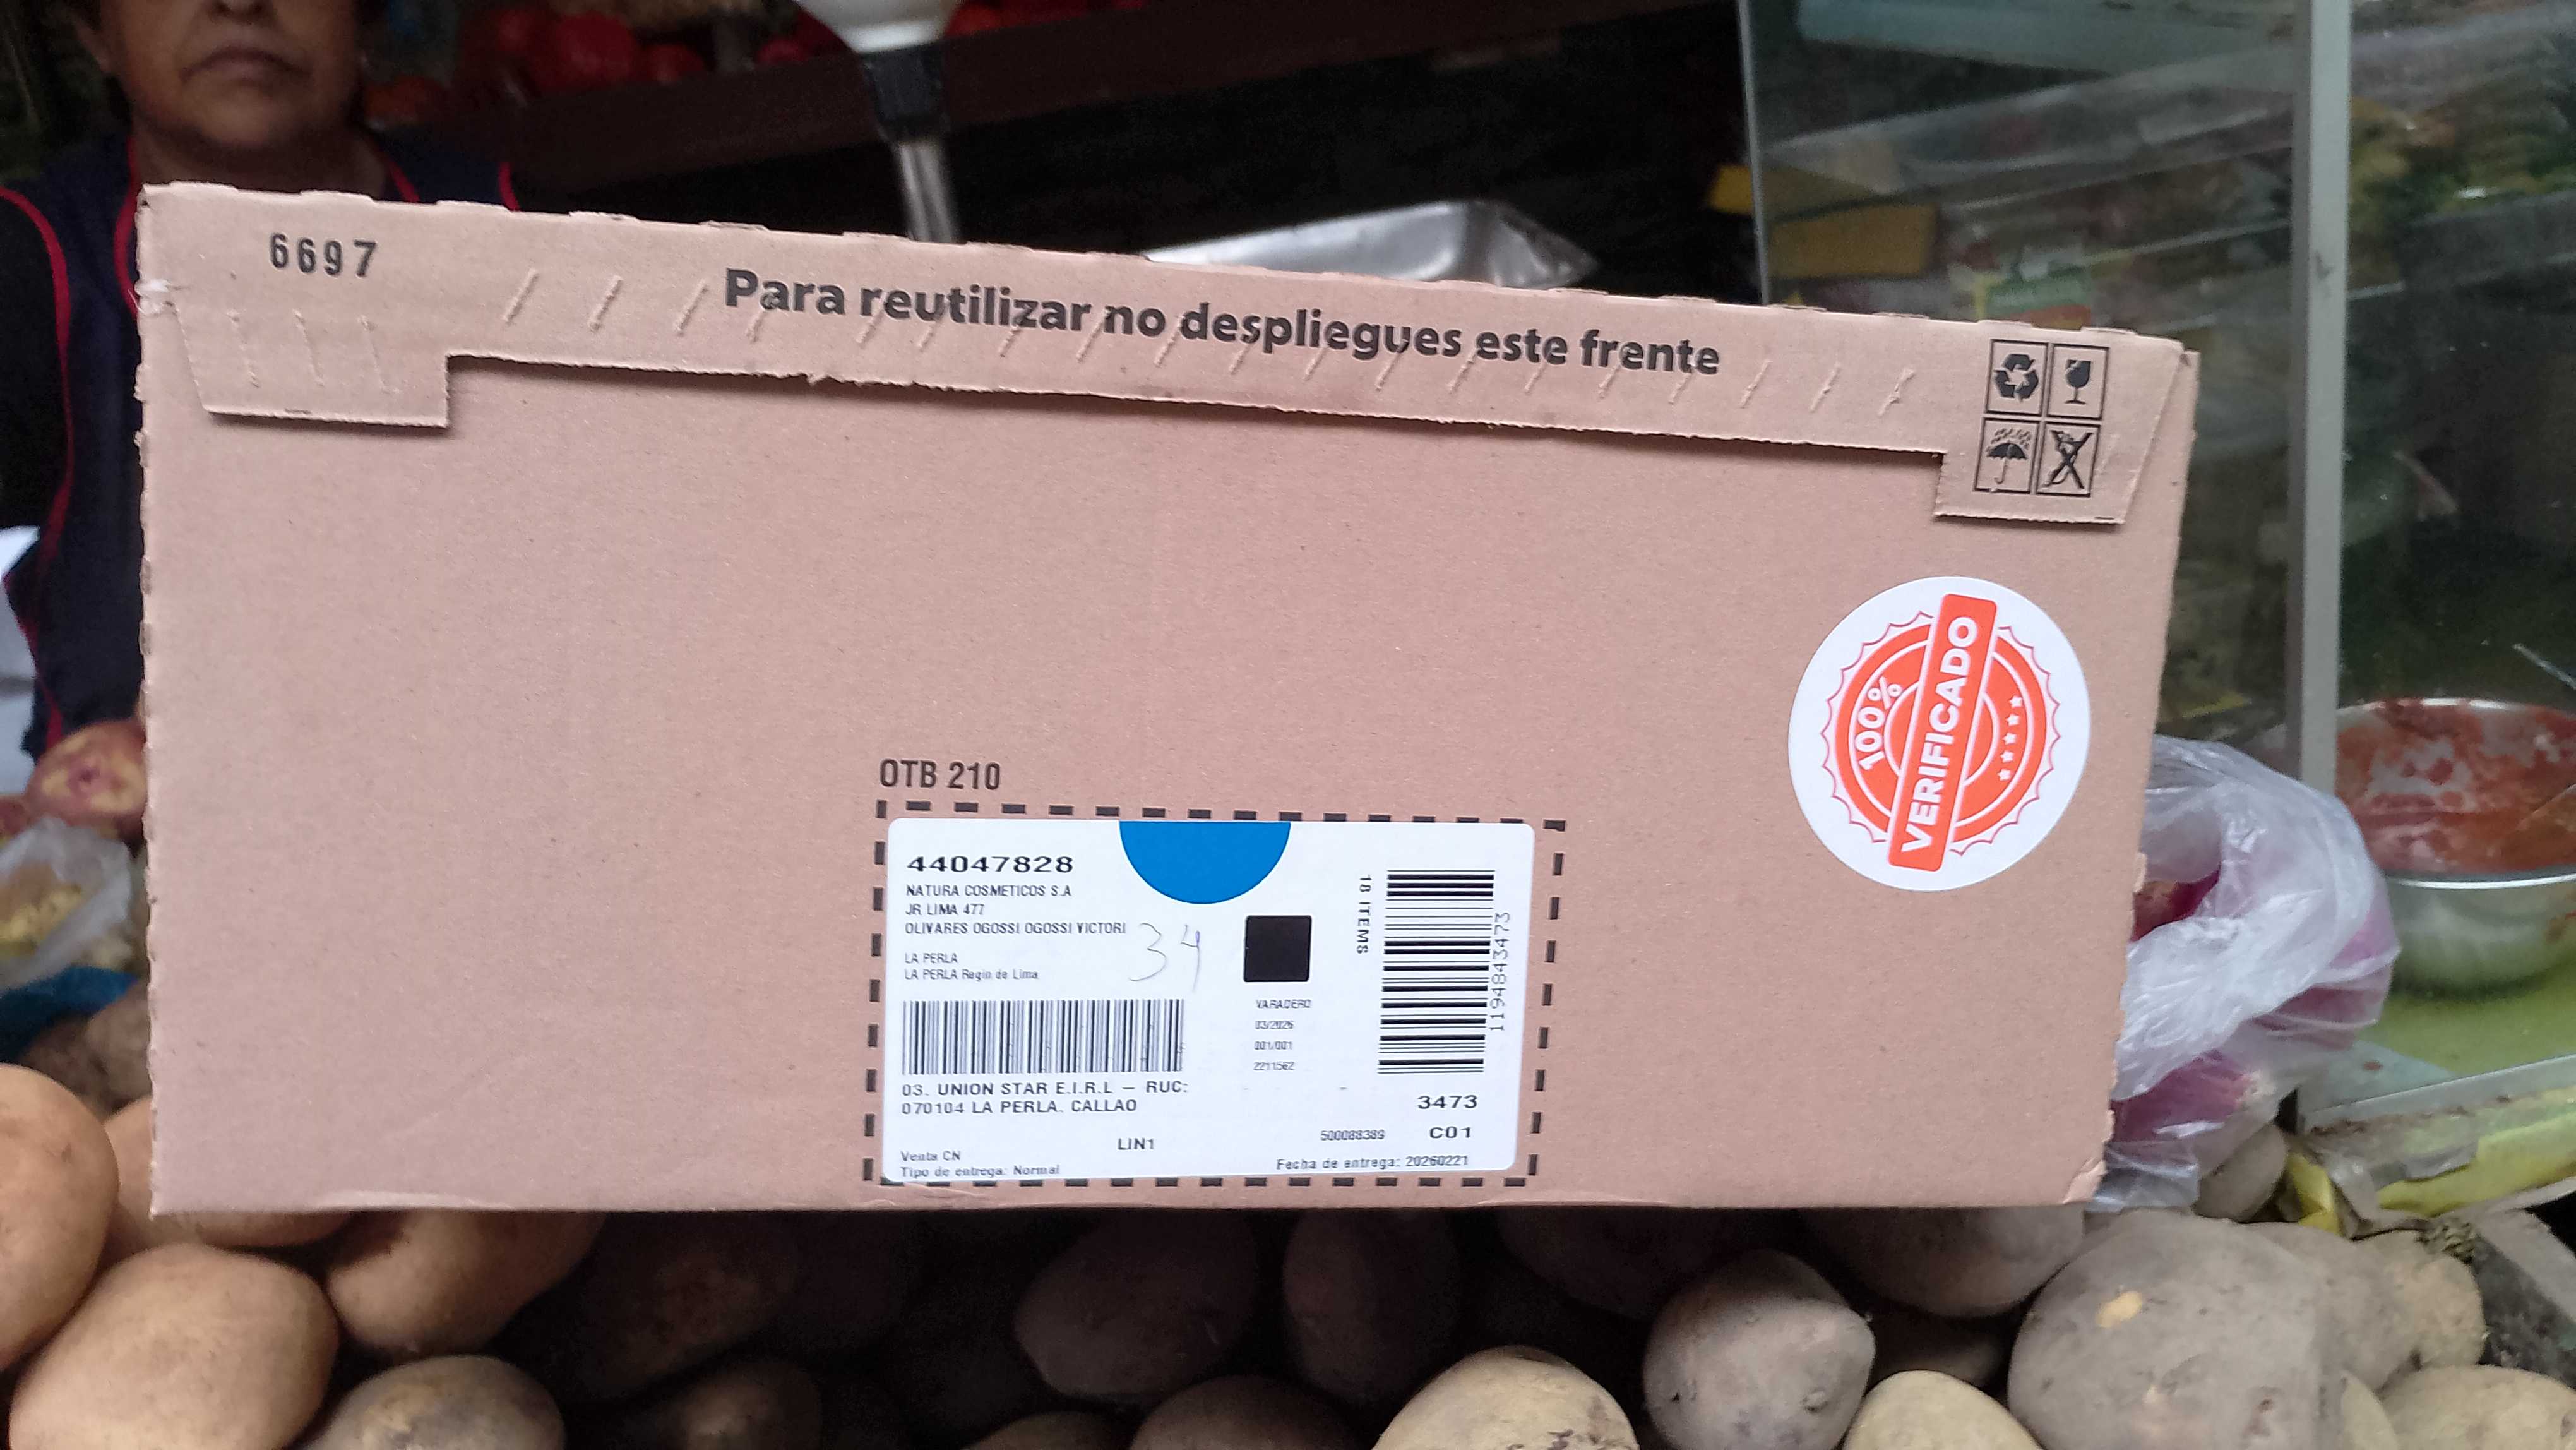 6697
Para reutilizar no despliegues este frente
100%
VERIFICADO
OTB 210
44047828
NATURA COSMETICOS S.A
JR LIMA 477
OLIVARES OGOSSI OGOSSI VICTORI
34
LA PERLA
LA PERLA Regin de Lima
18 ITEMS
1194843473
VARADERO
03/2026
001/001
2211562
03. UNION STAR E.I.R.L – RUC:
070104 LA PERLA. CALLAO
3473
LIN1
500088389
C01
Venta CN
Tipo de entrega: Normal
Fecha de entrega: 20260221